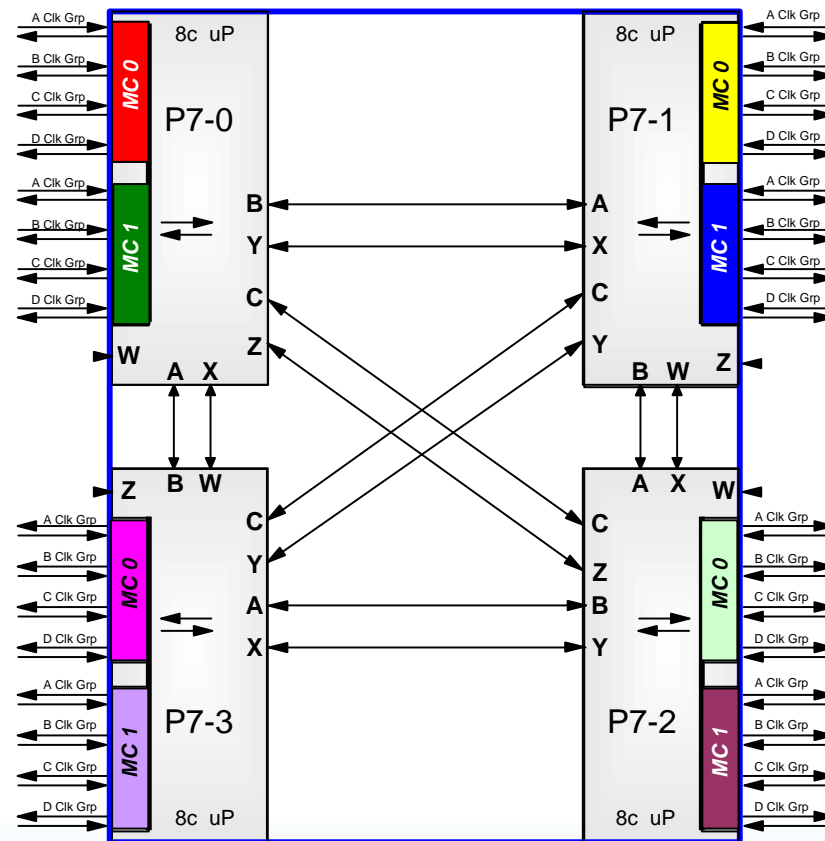 A Clk Grp
B Clk Grp
C Clk Grp
D Clk Grp
A Clk Grp
B Clk Grp
C Clk Grp
D Clk Grp
8c uP
MC 0
P7-0
MC 1
B
Y
C
Z
W
A X
8c uP
MC 0
P7-1
MC 1
A
X
C
Y
B W
Z
A Clk Grp
B Clk Grp
C Clk Grp
D Clk Grp
A Clk Grp
B Clk Grp
C Clk Grp
D Clk Grp
Z
B W
A Clk Grp
B Clk Grp
C Clk Grp
D Clk Grp
A Clk Grp
B Clk Grp
C Clk Grp
D Clk Grp
MC 0
C
Y
A
X
P7-3
MC 1
8c uP
A X
W
C
Z
B
Y
MC 0
P7-2
MC 1
8c uP
A Clk Grp
B Clk Grp
C Clk Grp
D Clk Grp
A Clk Grp
B Clk Grp
C Clk Grp
D Clk Grp